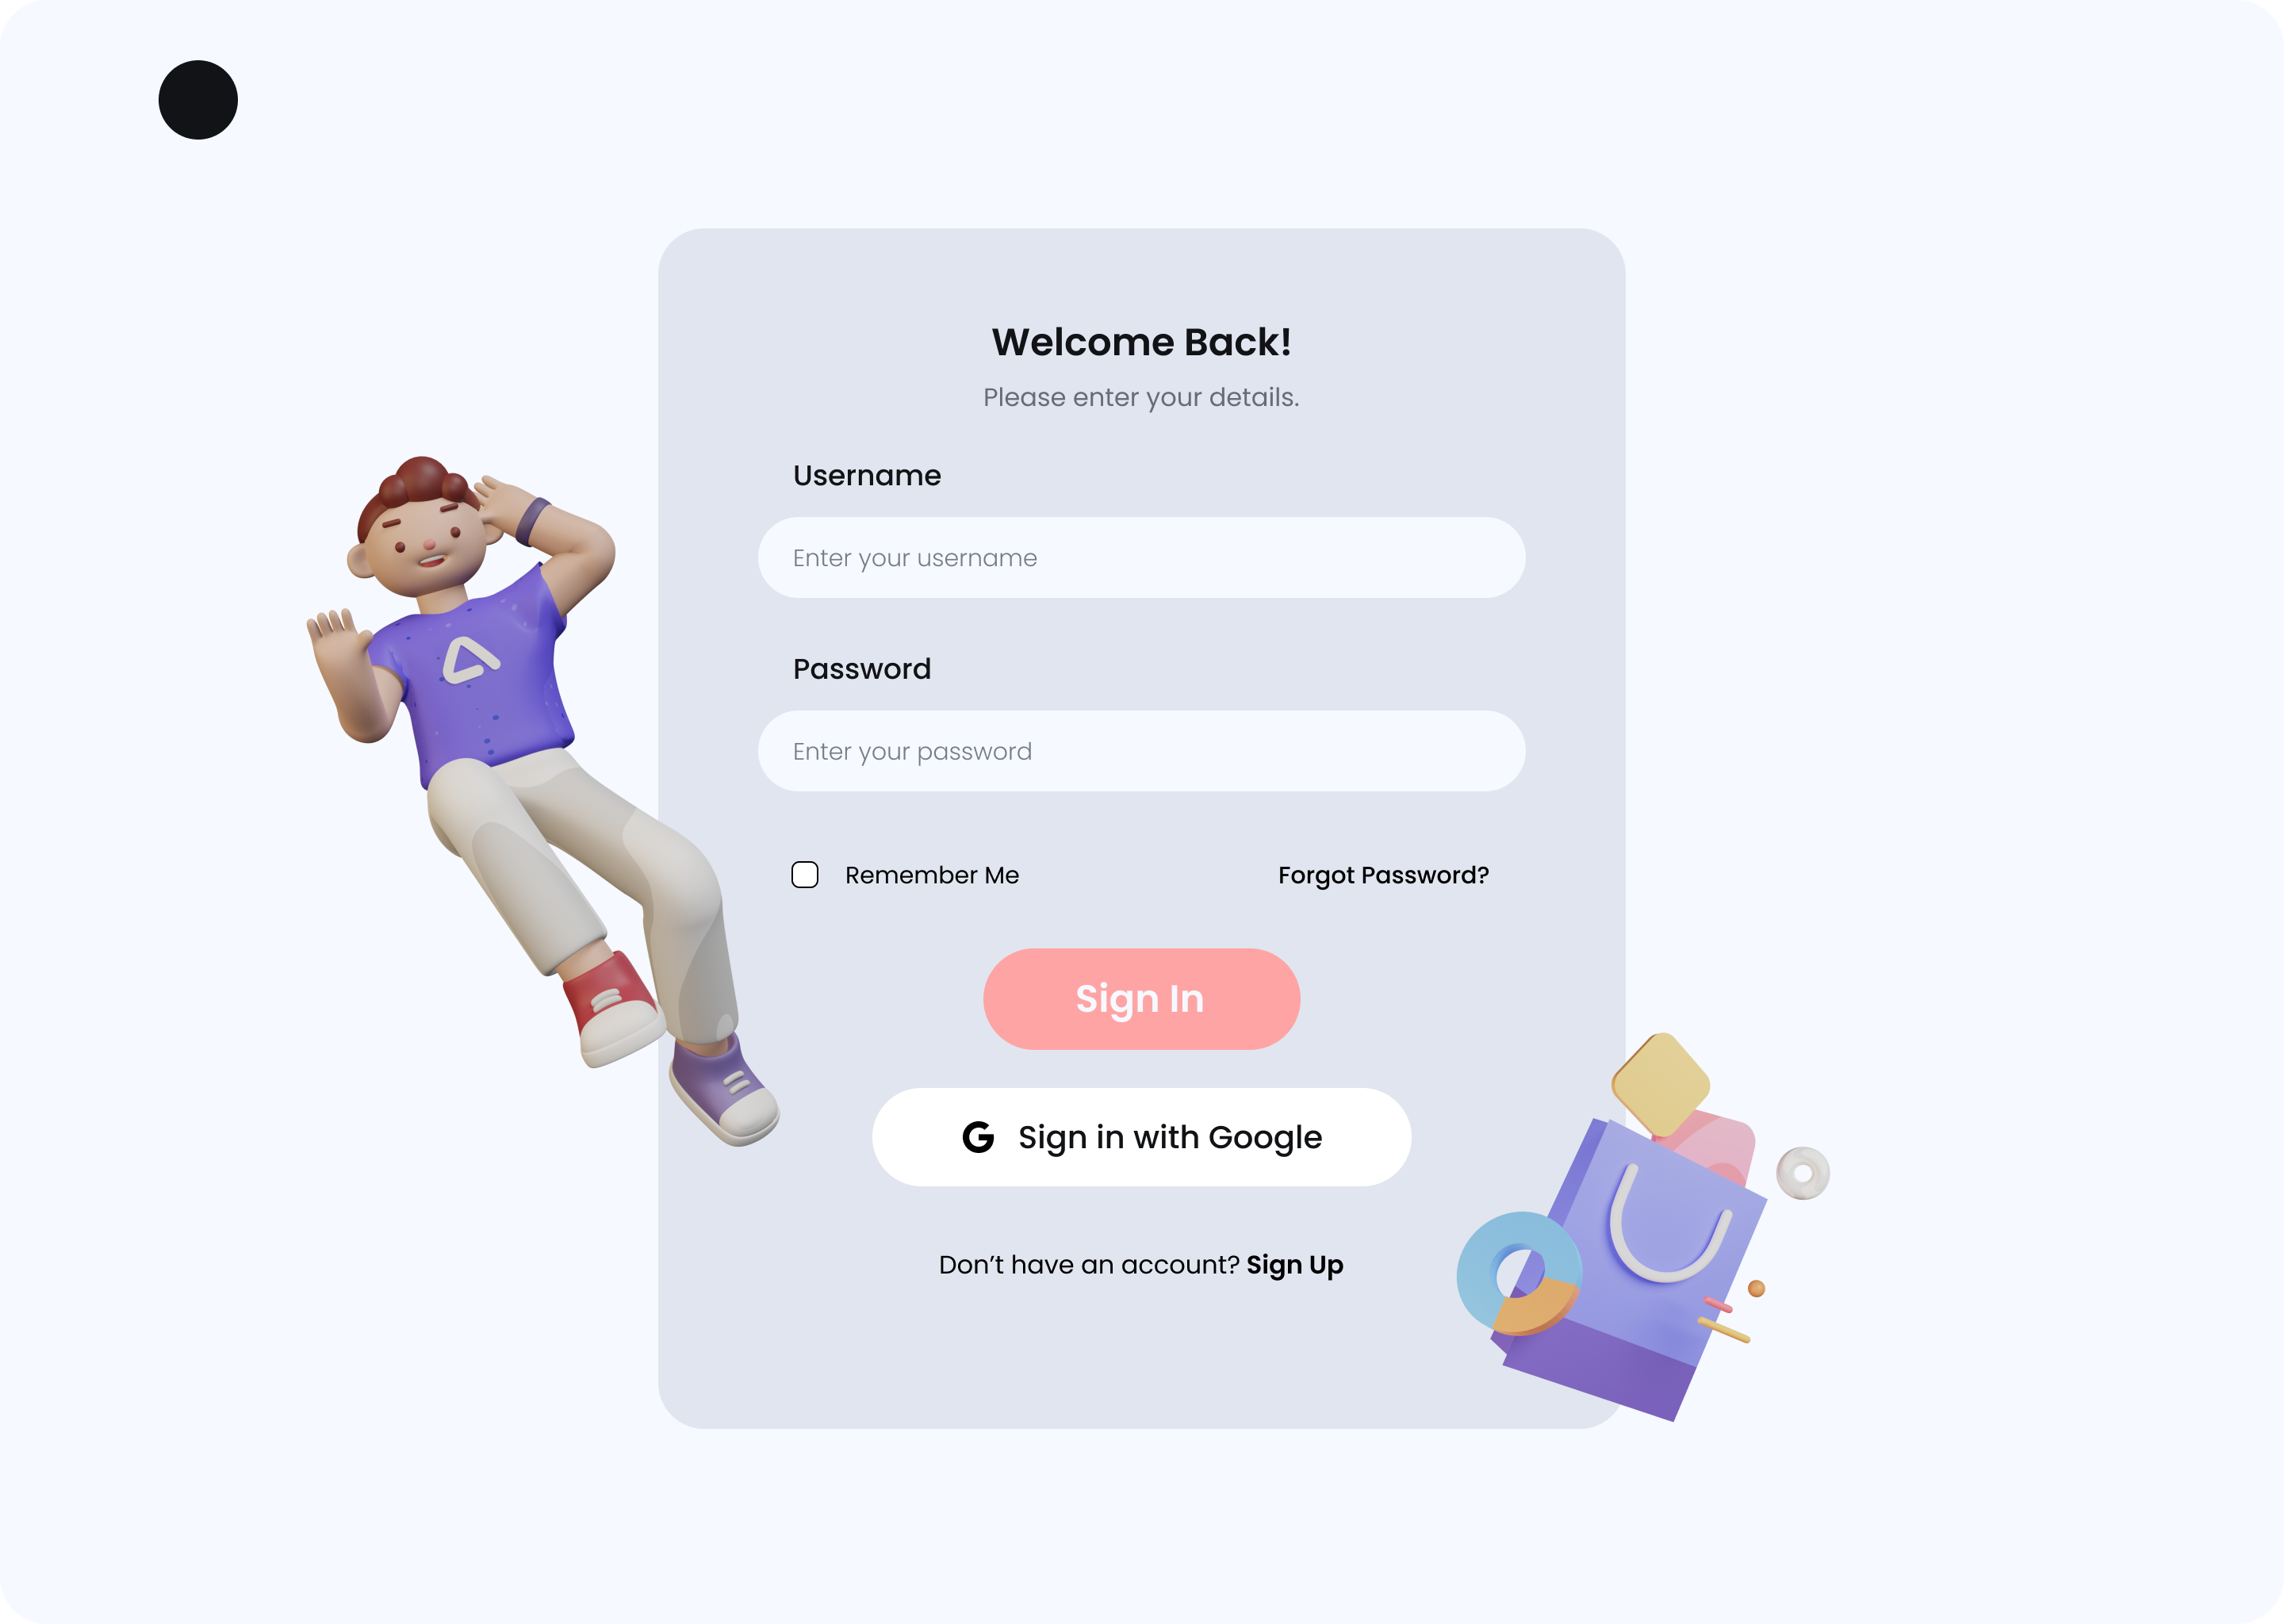 Welcome Back!
Please enter your details.
Username
Enter your username
Password
Enter your password
Remember Me
Forgot Password?
Sign In
Sign in with Google
Don’t have an account? Sign Up